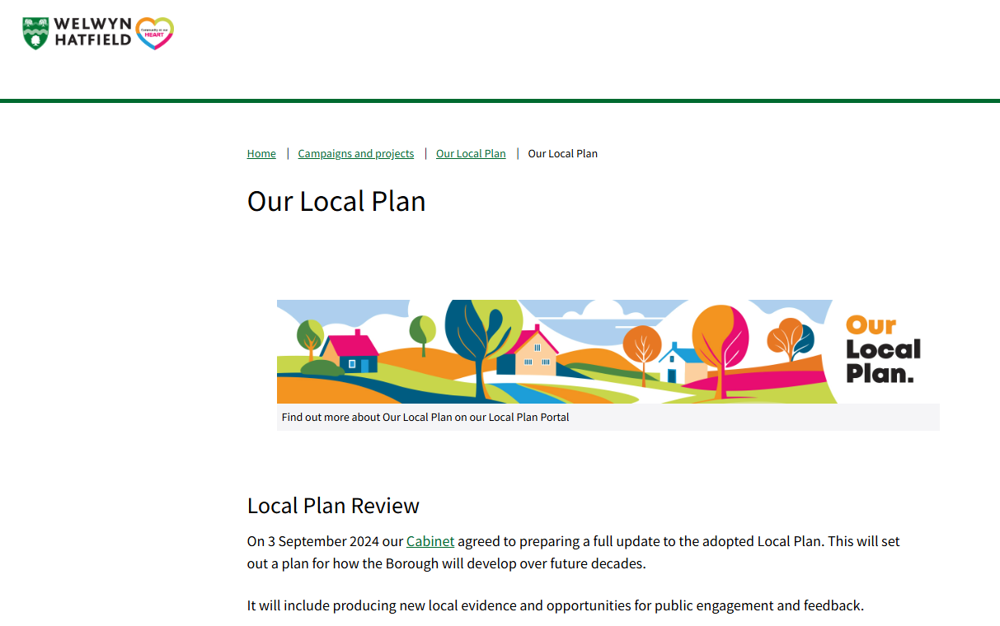 WELWYN
HATFIELD
Community in our
HEART
Home | Campaigns and projects | Our Local Plan | Our Local Plan
Our Local Plan
Our
Local
Plan.
Find out more about Our Local Plan on our Local Plan Portal
Local Plan Review
On 3 September 2024 our Cabinet agreed to preparing a full update to the adopted Local Plan. This will set
out a plan for how the Borough will develop over future decades.
It will include producing new local evidence and opportunities for public engagement and feedback.